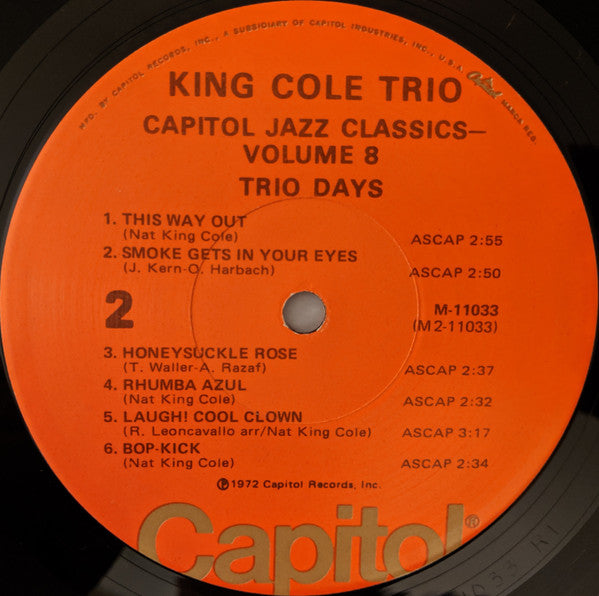 MFD. BY CAPITOL RECORDS, INC., A SUBSIDIARY OF CAPITOL INDUSTRIES, INC., U.S.A. Capitol MARCA REG.
KING COLE TRIO
CAPITOL JAZZ CLASSICS—
VOLUME 8
TRIO DAYS
1. THIS WAY OUT
(Nat King Cole) ASCAP 2:55
2. SMOKE GETS IN YOUR EYES
(J. Kern-O. Harbach) ASCAP 2:50
2 M-11033
(M2-11033)
3. HONEYSUCKLE ROSE
(T. Waller-A. Razaf) ASCAP 2:37
4. RHUMBA AZUL
(Nat King Cole) ASCAP 2:32
5. LAUGH! COOL CLOWN
(R. Leoncavallo arr/Nat King Cole) ASCAP 3:17
6. BOP-KICK
(Nat King Cole) ASCAP 2:34
Ⓟ1972 Capitol Records, Inc.
Capitol®